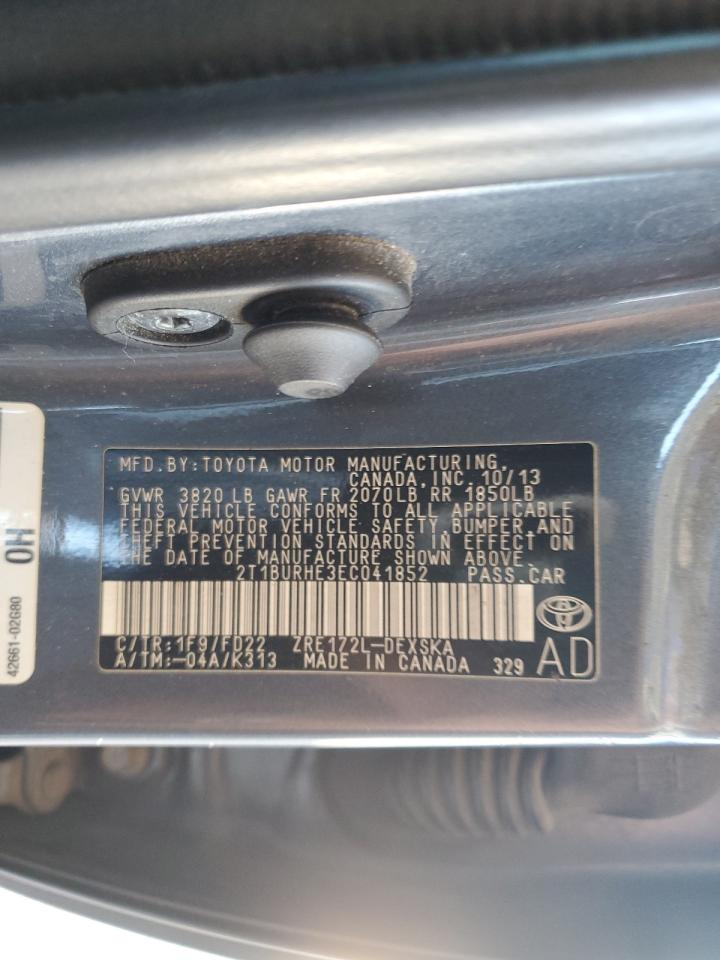 MFD.BY:TOYOTA MOTOR MANUFACTURING,
CANADA, INC. 10/13
GVWR 3820 LB GAWR FR 2070LB RR 1850LB
THIS VEHICLE CONFORMS TO ALL APPLICABLE
FEDERAL MOTOR VEHICLE SAFETY, BUMPER, AND
THEFT PREVENTION STANDARDS IN EFFECT ON
THE DATE OF MANUFACTURE SHOWN ABOVE.
2T1BURHE3EC041852 PASS.CAR
C/TR:1F9/FD22 ZRE172L-DEXSKA
A/TM:-04A/K313 MADE IN CANADA 329 AD
0H
42661-02G80